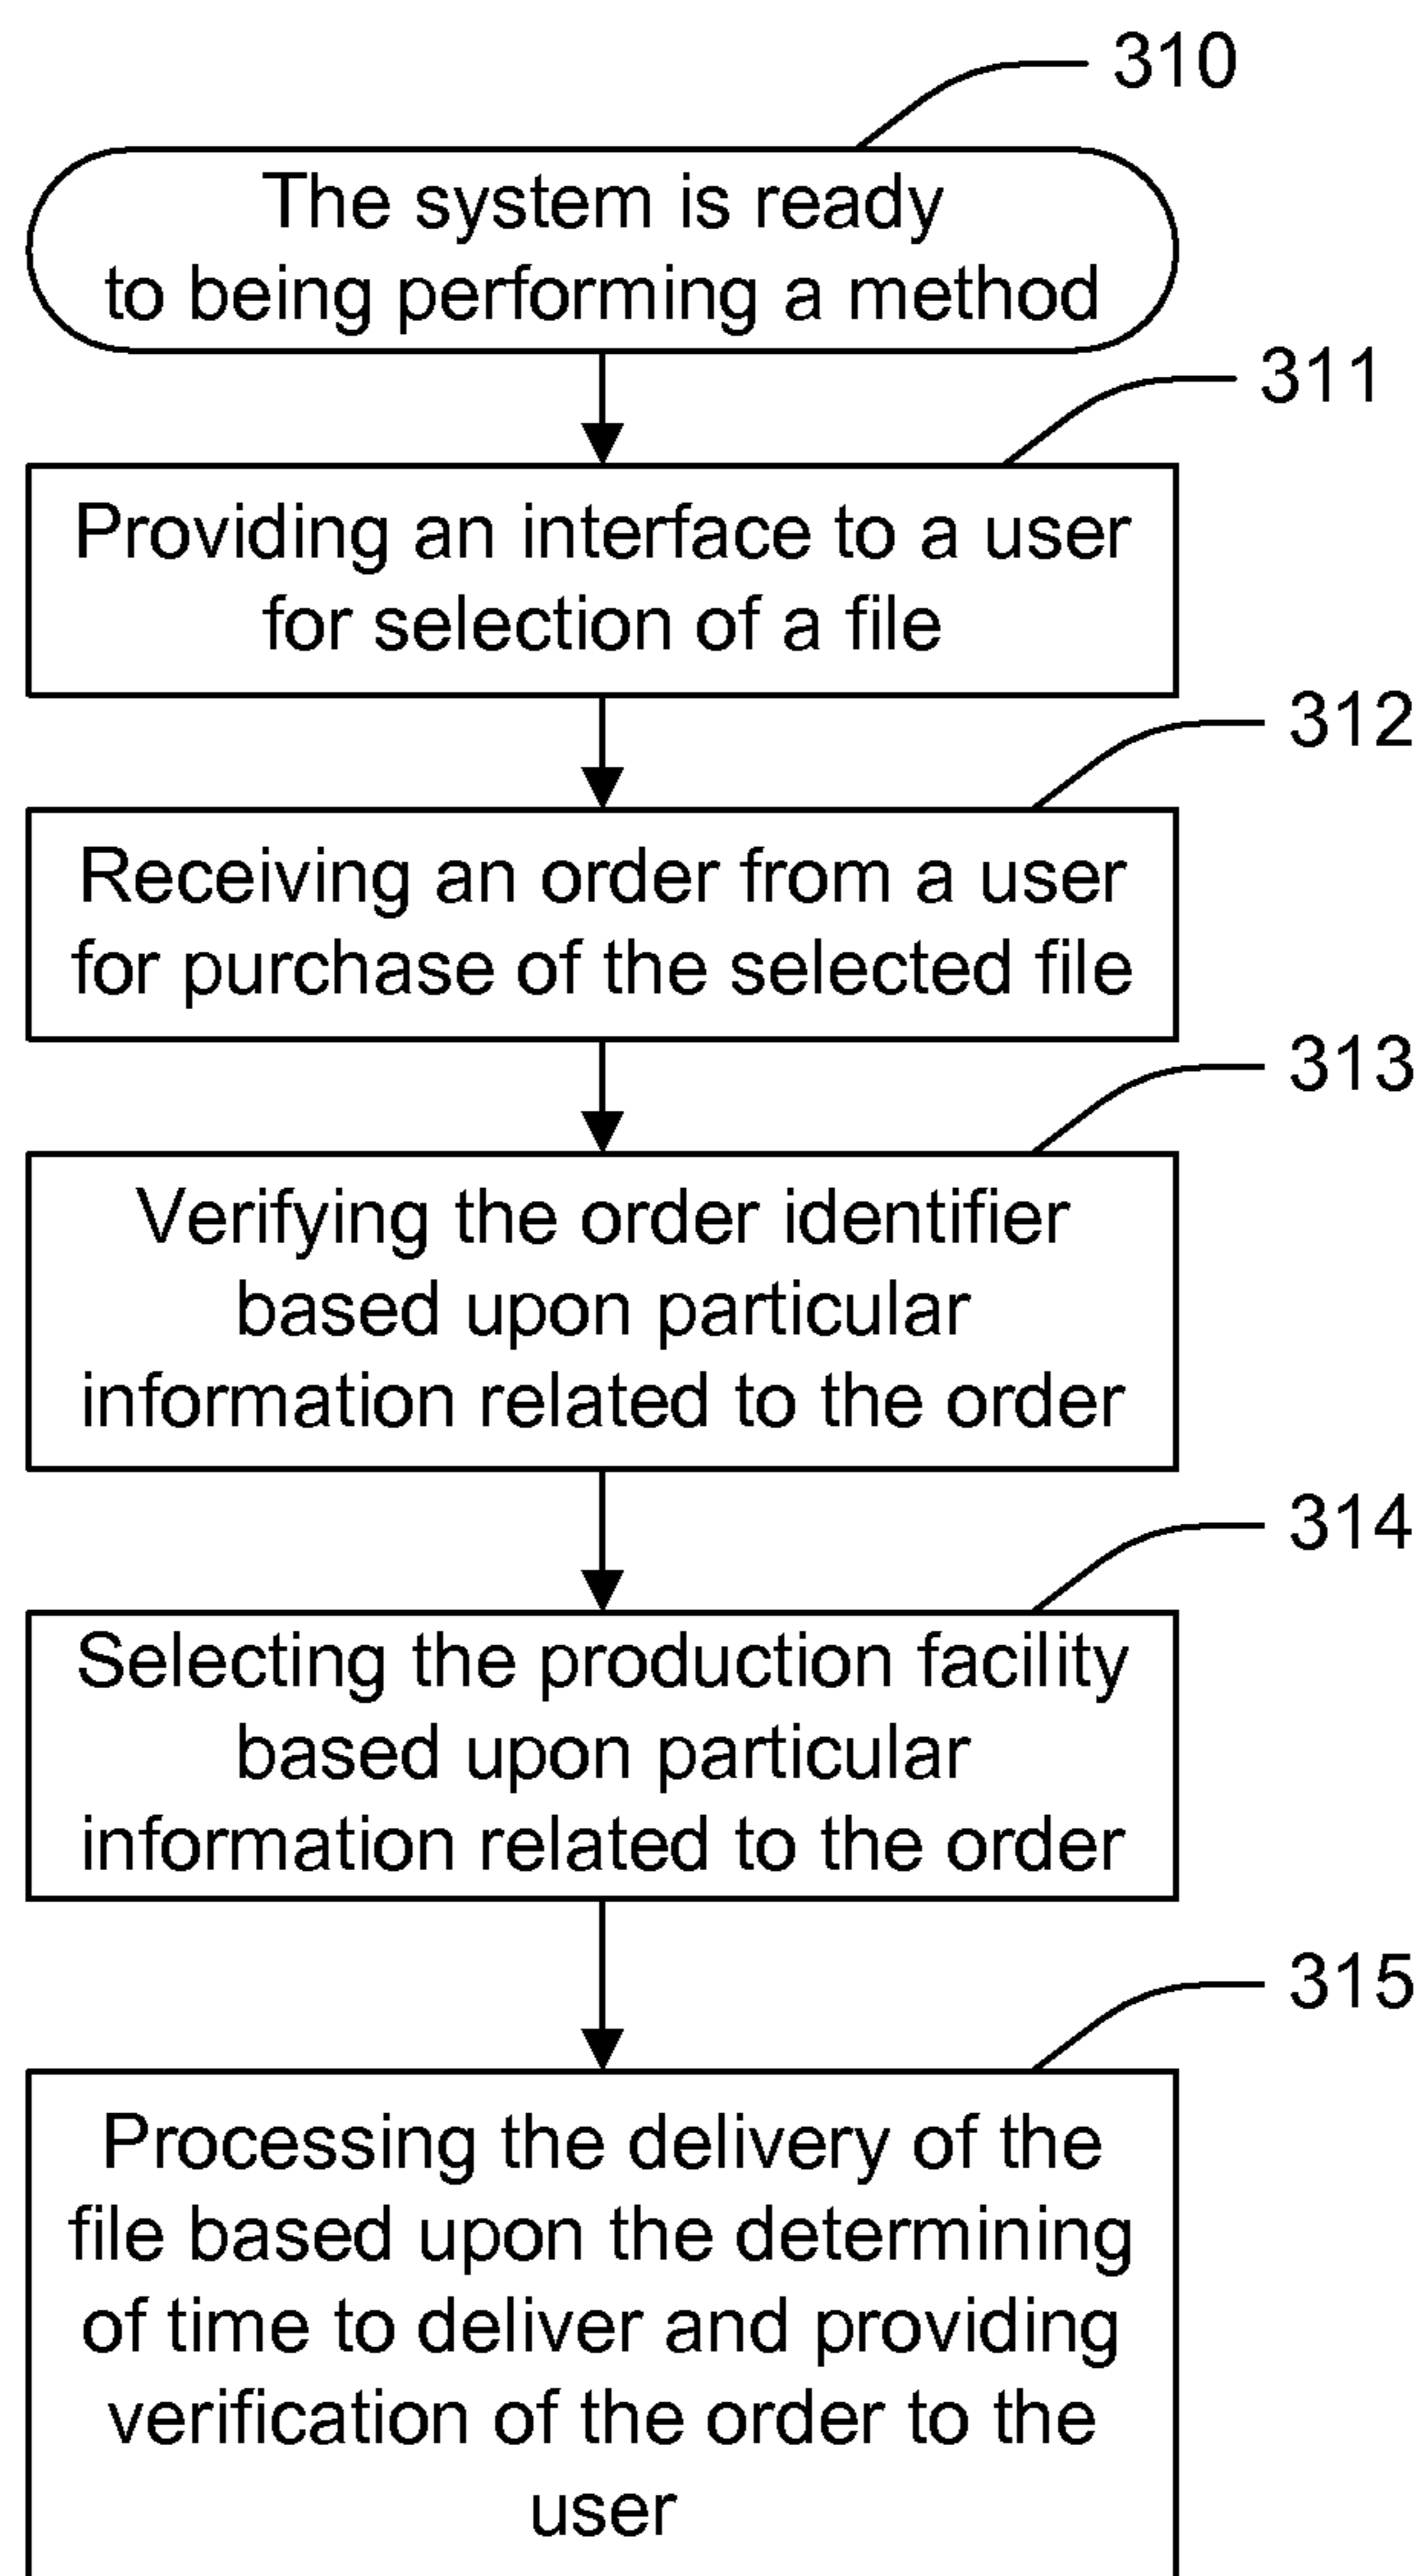 310
The system is ready
to being performing a method
311
Providing an interface to a user
for selection of a file
312
Receiving an order from a user
for purchase of the selected file
313
Verifying the order identifier
based upon particular
information related to the order
314
Selecting the production facility
based upon particular
information related to the order
315
Processing the delivery of the
file based upon the determining
of time to deliver and providing
verification of the order to the
user